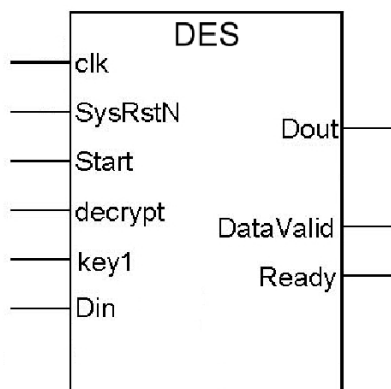 DES
clk
SysRstN
Start
decrypt
key1
Din
Dout
DataValid
Ready